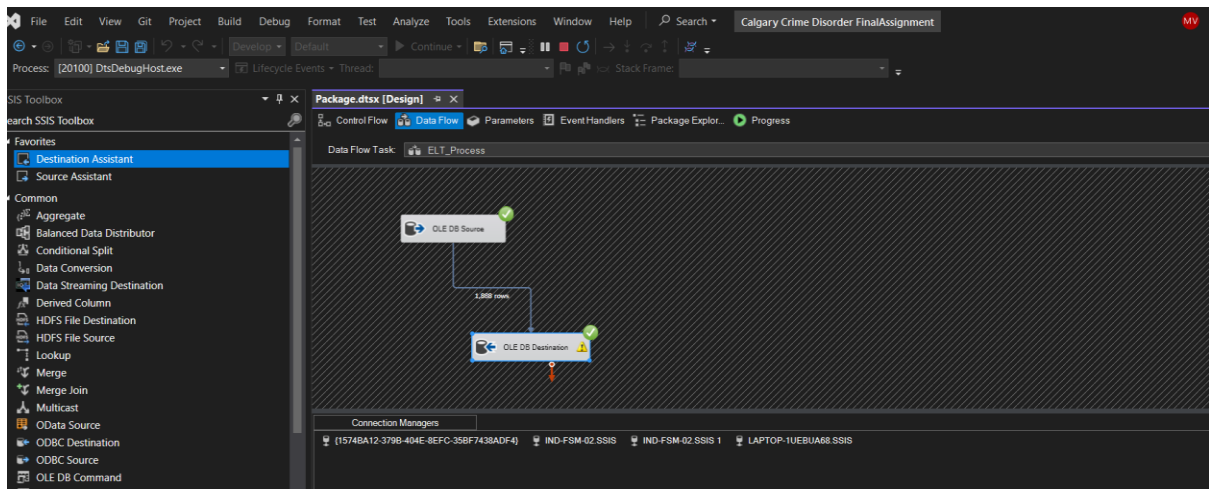 File Edit View Git Project Build Debug Format Test Analyze Tools Extensions Window Help Search Calgary Crime Disorder FinalAssignment MV
Develop Default Continue
Process: [20100] DtsDebugHost.exe Lifecycle Events Thread: Stack Frame:
SIS Toolbox
Package.dtsx [Design]
earch SSIS Toolbox
Control Flow Data Flow Parameters Event Handlers Package Explor... Progress
Favorites
Data Flow Task: ELT_Process
Destination Assistant
Source Assistant
Common
Aggregate
Balanced Data Distributor
Conditional Split
Data Conversion
Data Streaming Destination
Derived Column
HDFS File Destination
HDFS File Source
Lookup
Merge
Merge Join
Multicast
OData Source
ODBC Destination
ODBC Source
OLE DB Command
OLE DB Source
1,888 rows
OLE DB Destination
Connection Managers
{1574BA12-379B-404E-8EFC-35BF7438ADF4} IND-FSM-02.SSIS IND-FSM-02.SSIS 1 LAPTOP-1UEBUA68.SSIS